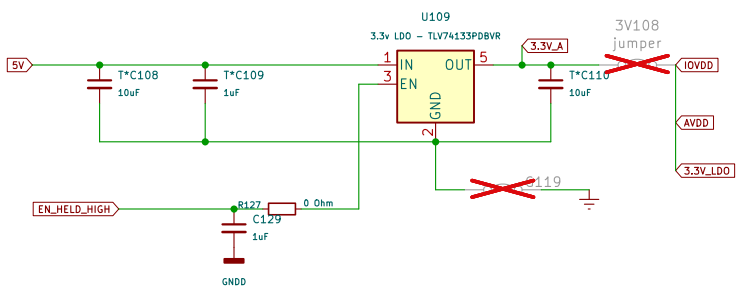 U109
3.3v LDO - TLV74133PDBVR
3V108
jumper
3.3V_A
5V
1
IN
OUT
5
IOVDD
T*C108
10uF
T*C109
1uF
3
EN
T*C110
10uF
GND
2
AVDD
3.3V_LDO
G119
EN_HELD_HIGH
R127
0 Ohm
C129
1uF
GNDD